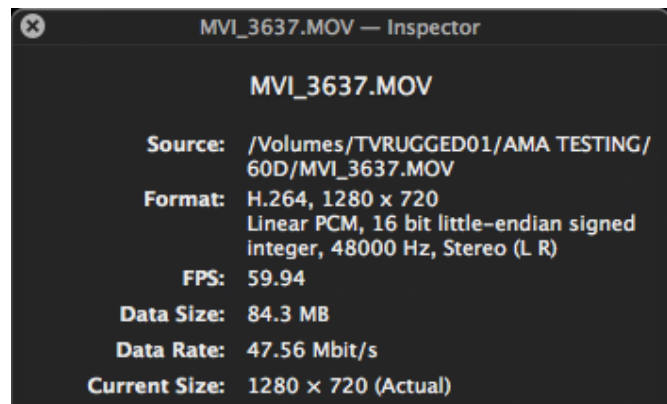 MVI_3637.MOV — Inspector
MVI_3637.MOV
Source: /Volumes/TVRUGGED01/AMA TESTING/
60D/MVI_3637.MOV
Format: H.264, 1280 x 720
Linear PCM, 16 bit little-endian signed
integer, 48000 Hz, Stereo (L R)
FPS: 59.94
Data Size: 84.3 MB
Data Rate: 47.56 Mbit/s
Current Size: 1280 × 720 (Actual)